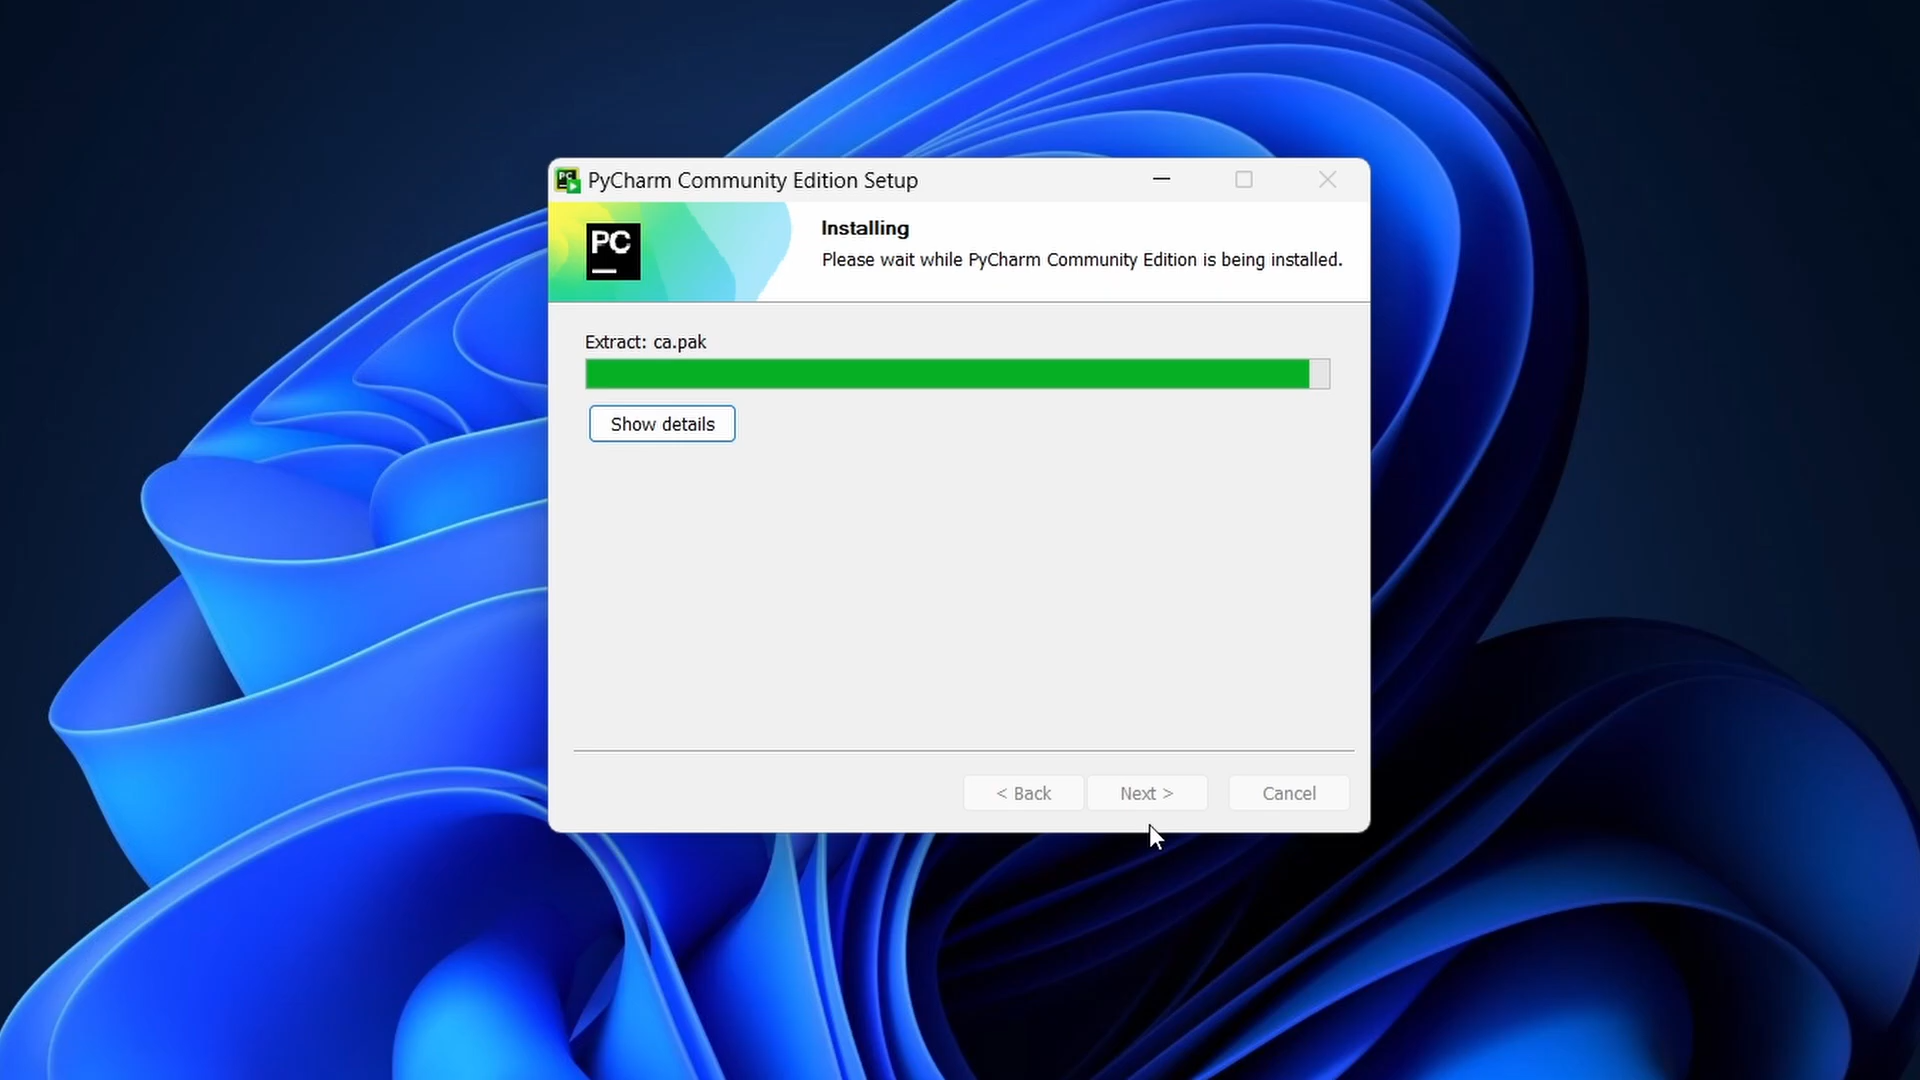 PyCharm Community Edition Setup
PC
Installing
Please wait while PyCharm Community Edition is being installed.
Extract: ca.pak
Show details
< Back
Next >
Cancel